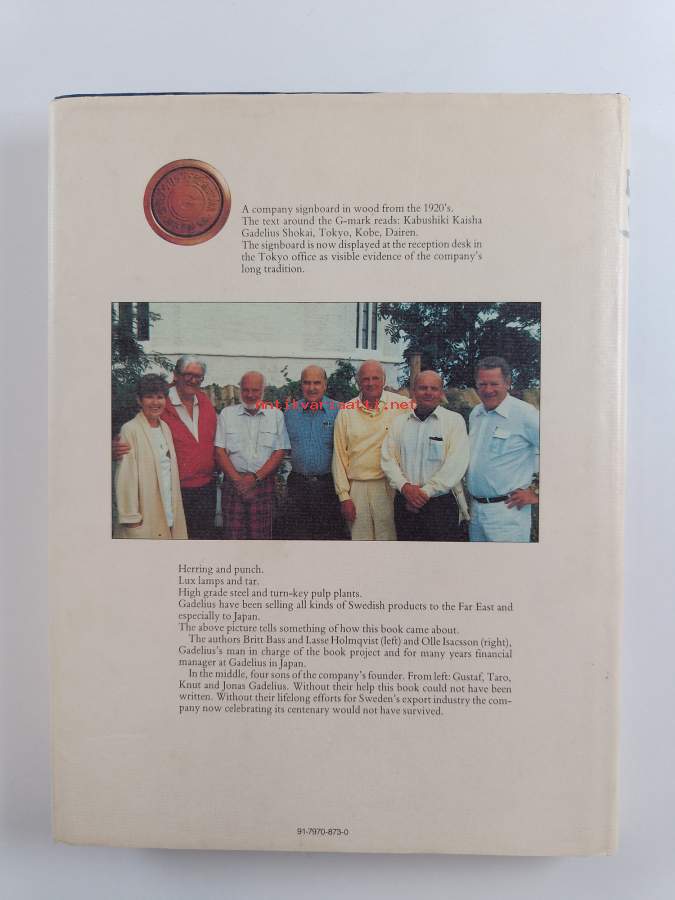 A company signboard in wood from the 1920's.
The text around the G-mark reads: Kabushiki Kaisha
Gadelius Shokai, Tokyo, Kobe, Dairen.
The signboard is now displayed at the reception desk in
the Tokyo office as visible evidence of the company's
long tradition.
antikvariaatti.net
Herring and punch.
Lux lamps and tar.
High grade steel and turn-key pulp plants.
Gadelius have been selling all kinds of Swedish products to the Far East and
especially to Japan.
The above picture tells something of how this book came about.
The authors Britt Bass and Lasse Holmqvist (left) and Olle Isacsson (right),
Gadelius's man in charge of the book project and for many years financial
manager at Gadelius in Japan.
In the middle, four sons of the company's founder. From left: Gustaf, Taro,
Knut and Jonas Gadelius. Without their help this book could not have been
written. Without their lifelong efforts for Sweden's export industry the com-
pany now celebrating its centenary would not have survived.
91-7970-873-0